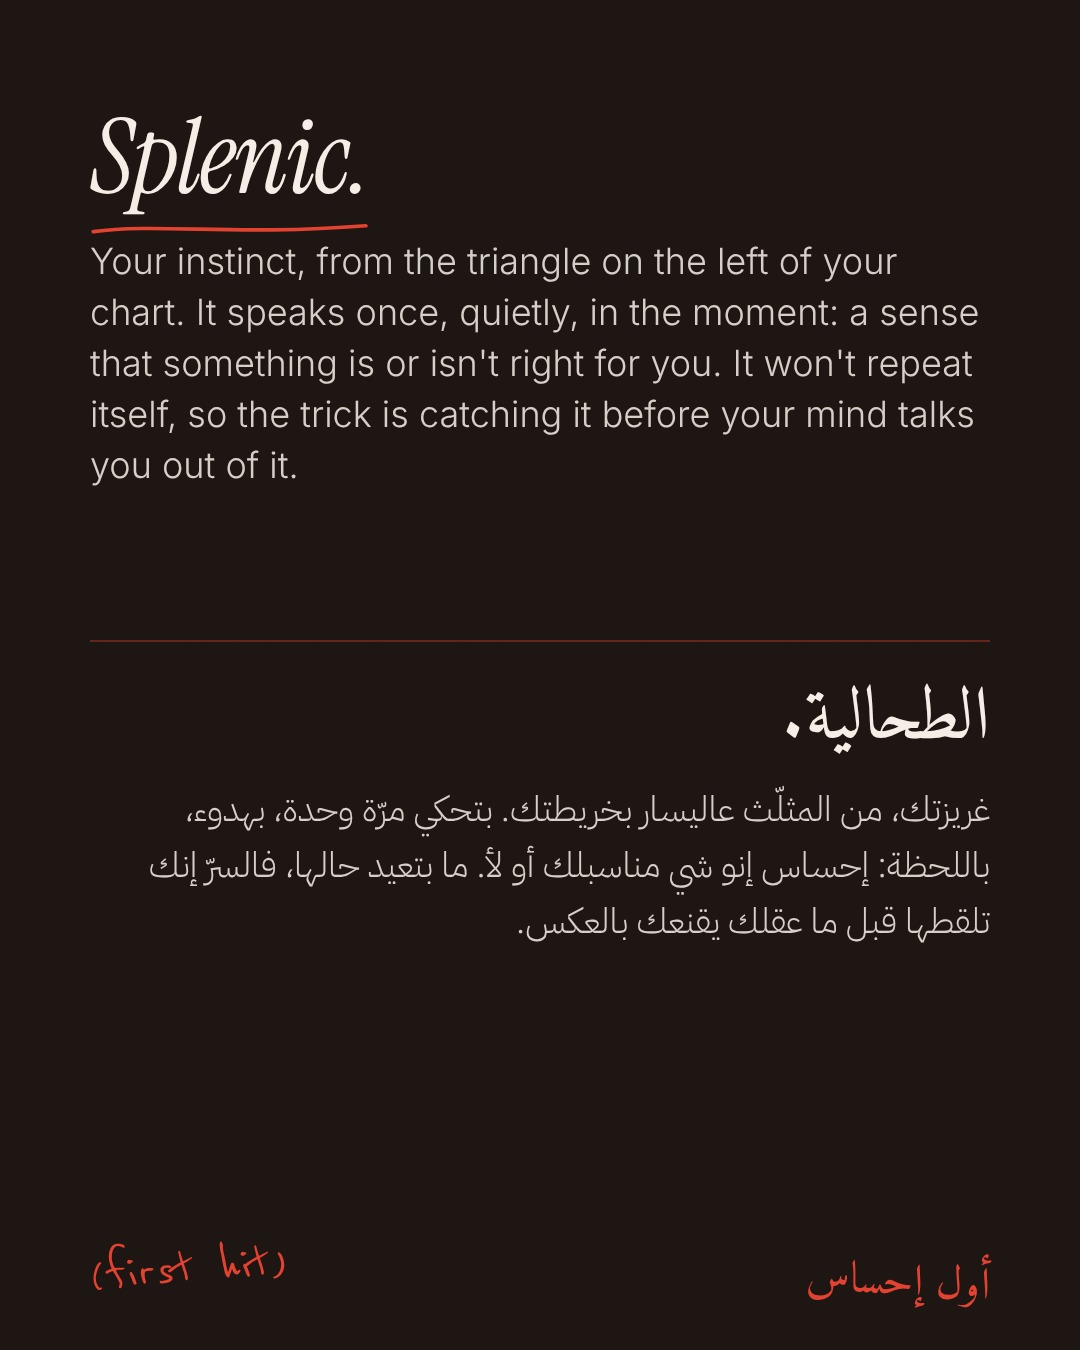 Splenic.
Your instinct, from the triangle on the left of your
chart. It speaks once, quietly, in the moment: a sense
that something is or isn't right for you. It won't repeat
itself, so the trick is catching it before your mind talks
you out of it.
الطحالية.
غريزتك، من المثلّث عاليسار بخريطتك. بتحكي مرّة وحدة، بهدوء،
باللحظة: إحساس إنو شي مناسبلك أو لأ. ما بتعيد حالها، فالسرّ إنك
تلقطها قبل ما عقلك يقنعك بالعكس.
(first hit)
أول إحساس